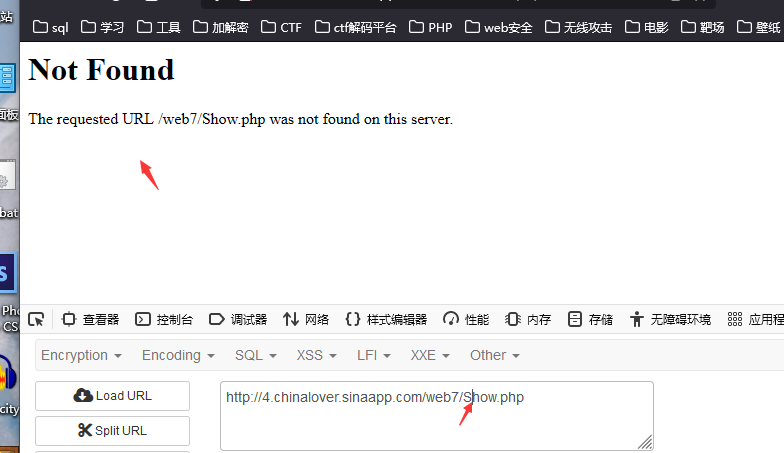 站
sql 学习 工具 加解密 CTF ctf解码平台 PHP web安全 无线攻击 电影 靶场 壁纸
Not Found
The requested URL /web7/Show.php was not found on this server.
面板
bat
S
Pho
CS
city
查看器 控制台 调试器 网络 {} 样式编辑器 性能 内存 存储 无障碍环境 应用程
Encryption Encoding SQL XSS LFI XXE Other
Load URL
http://4.chinalover.sinaapp.com/web7/Show.php
Split URL